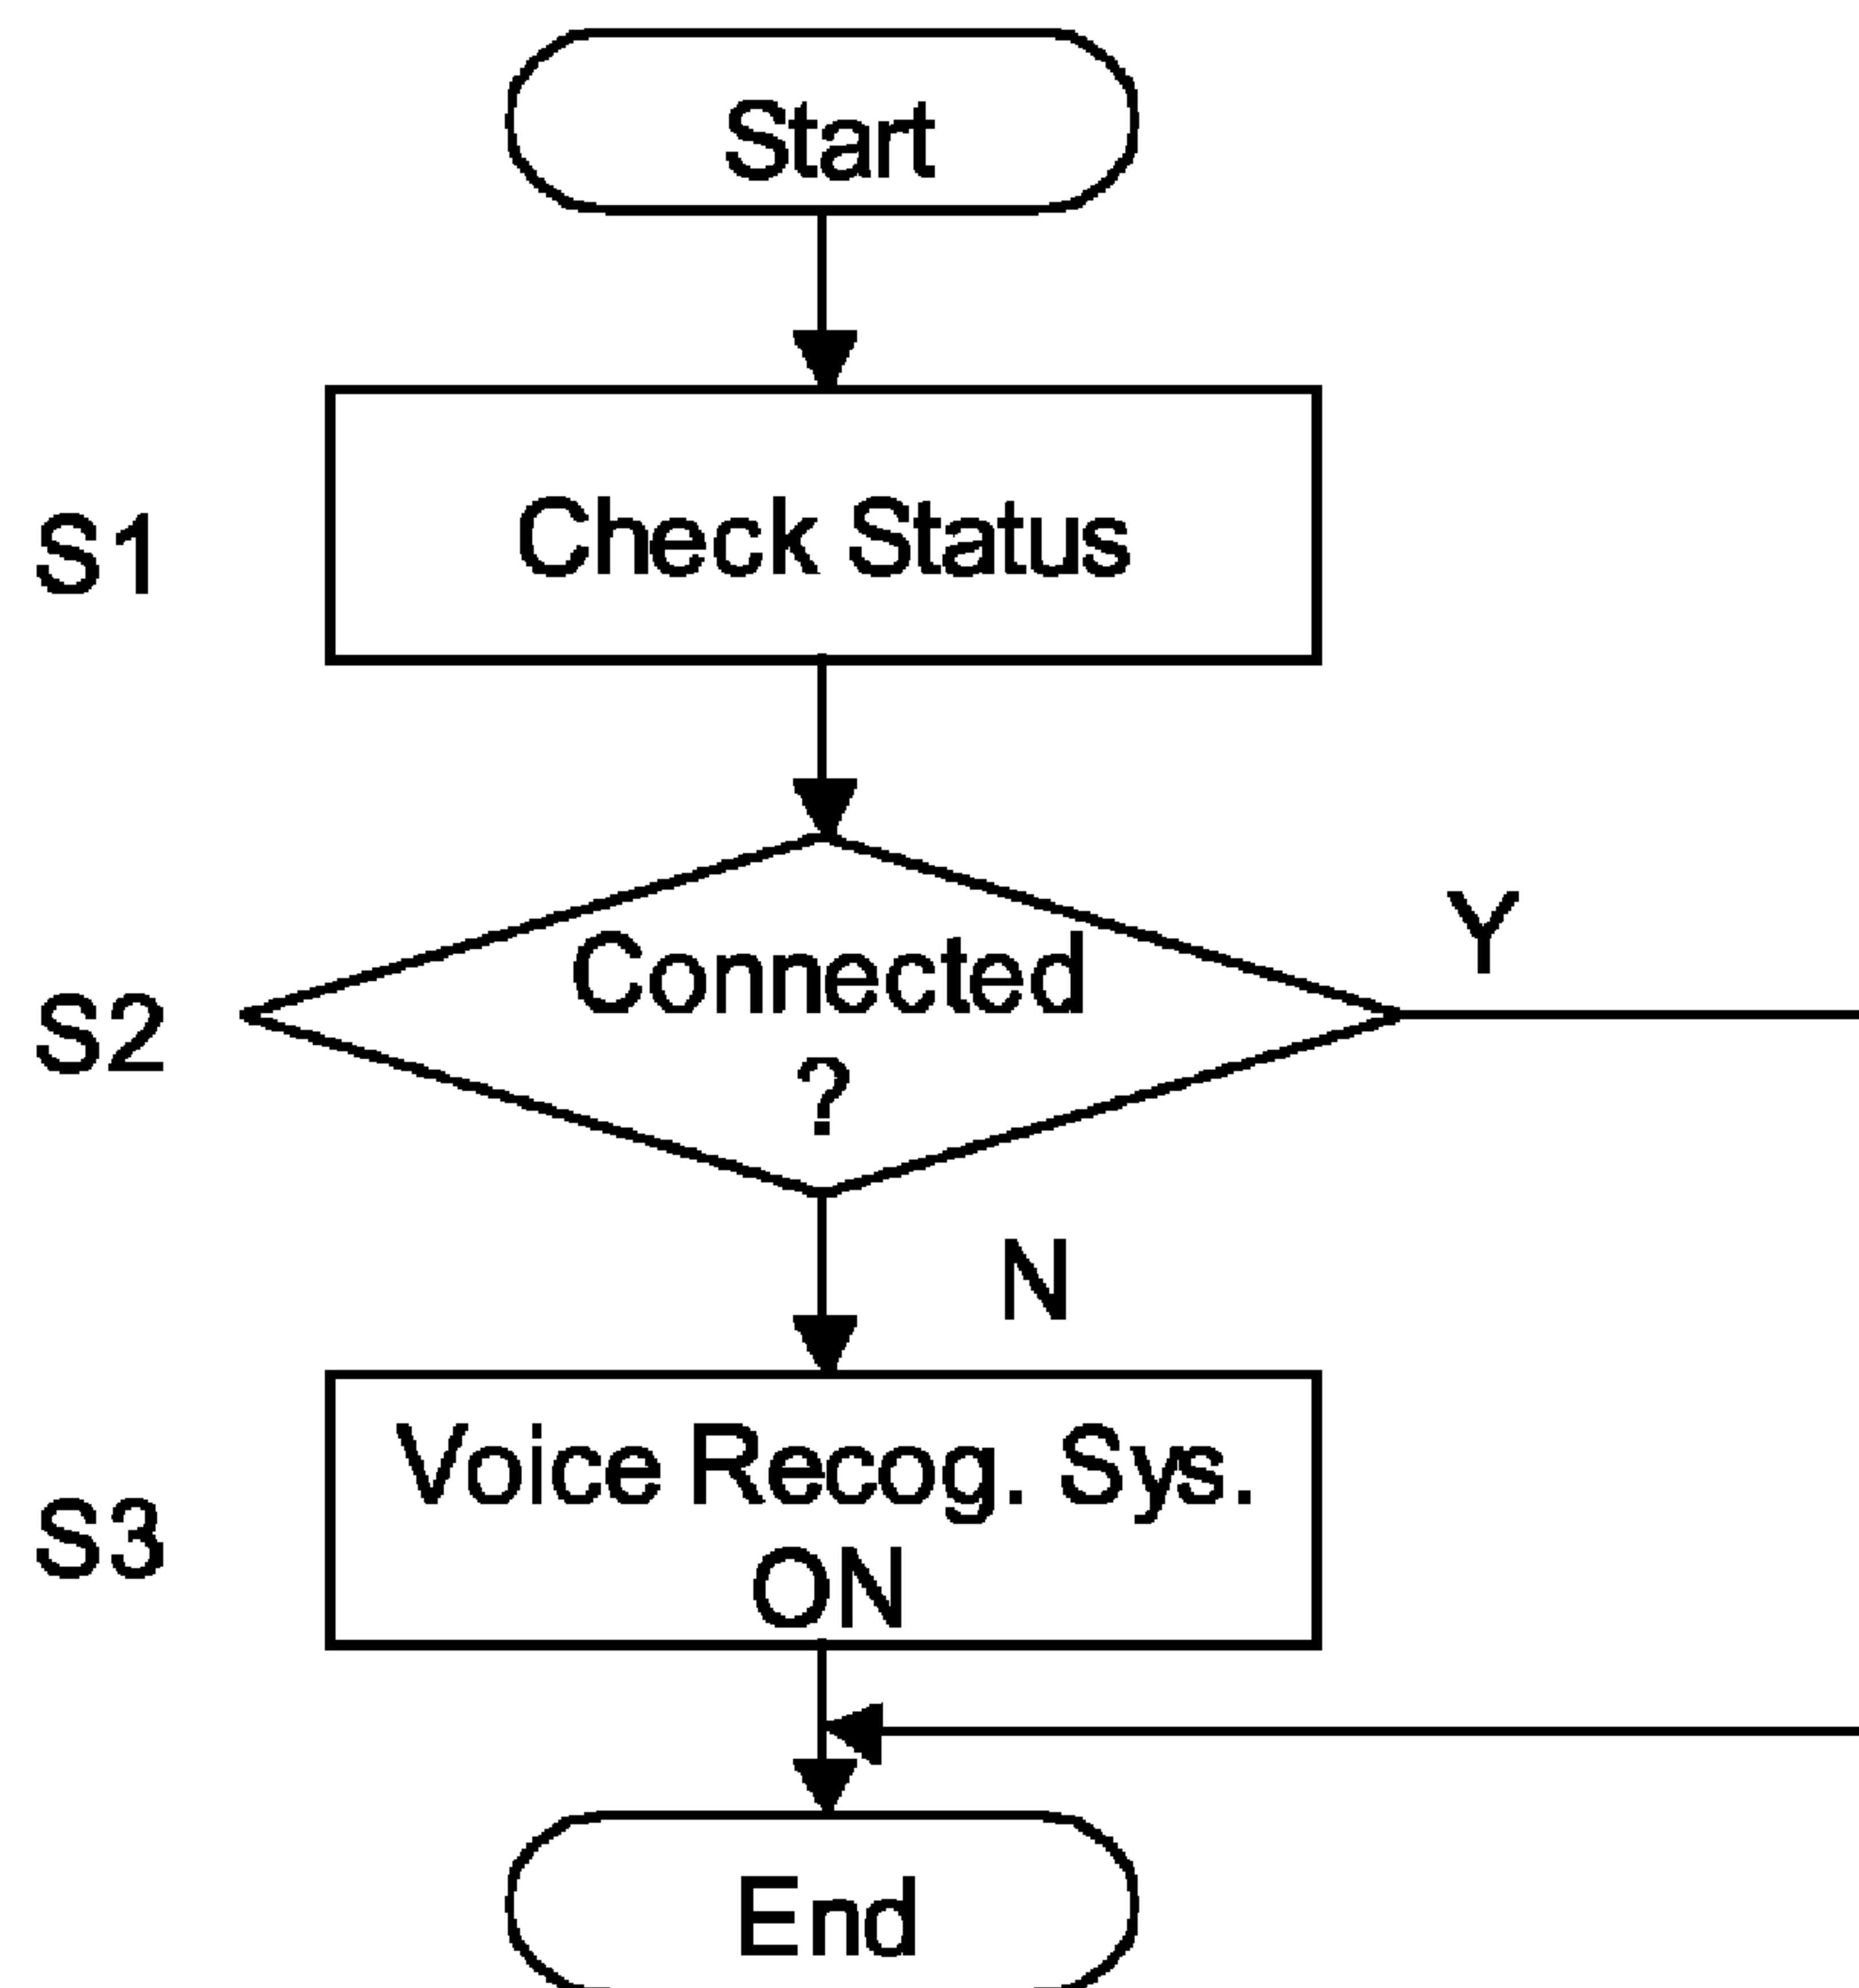 Start
S1
Check Status
Connected
?
Y
S2
N
Voice Recog. Sys.
ON
S3
End